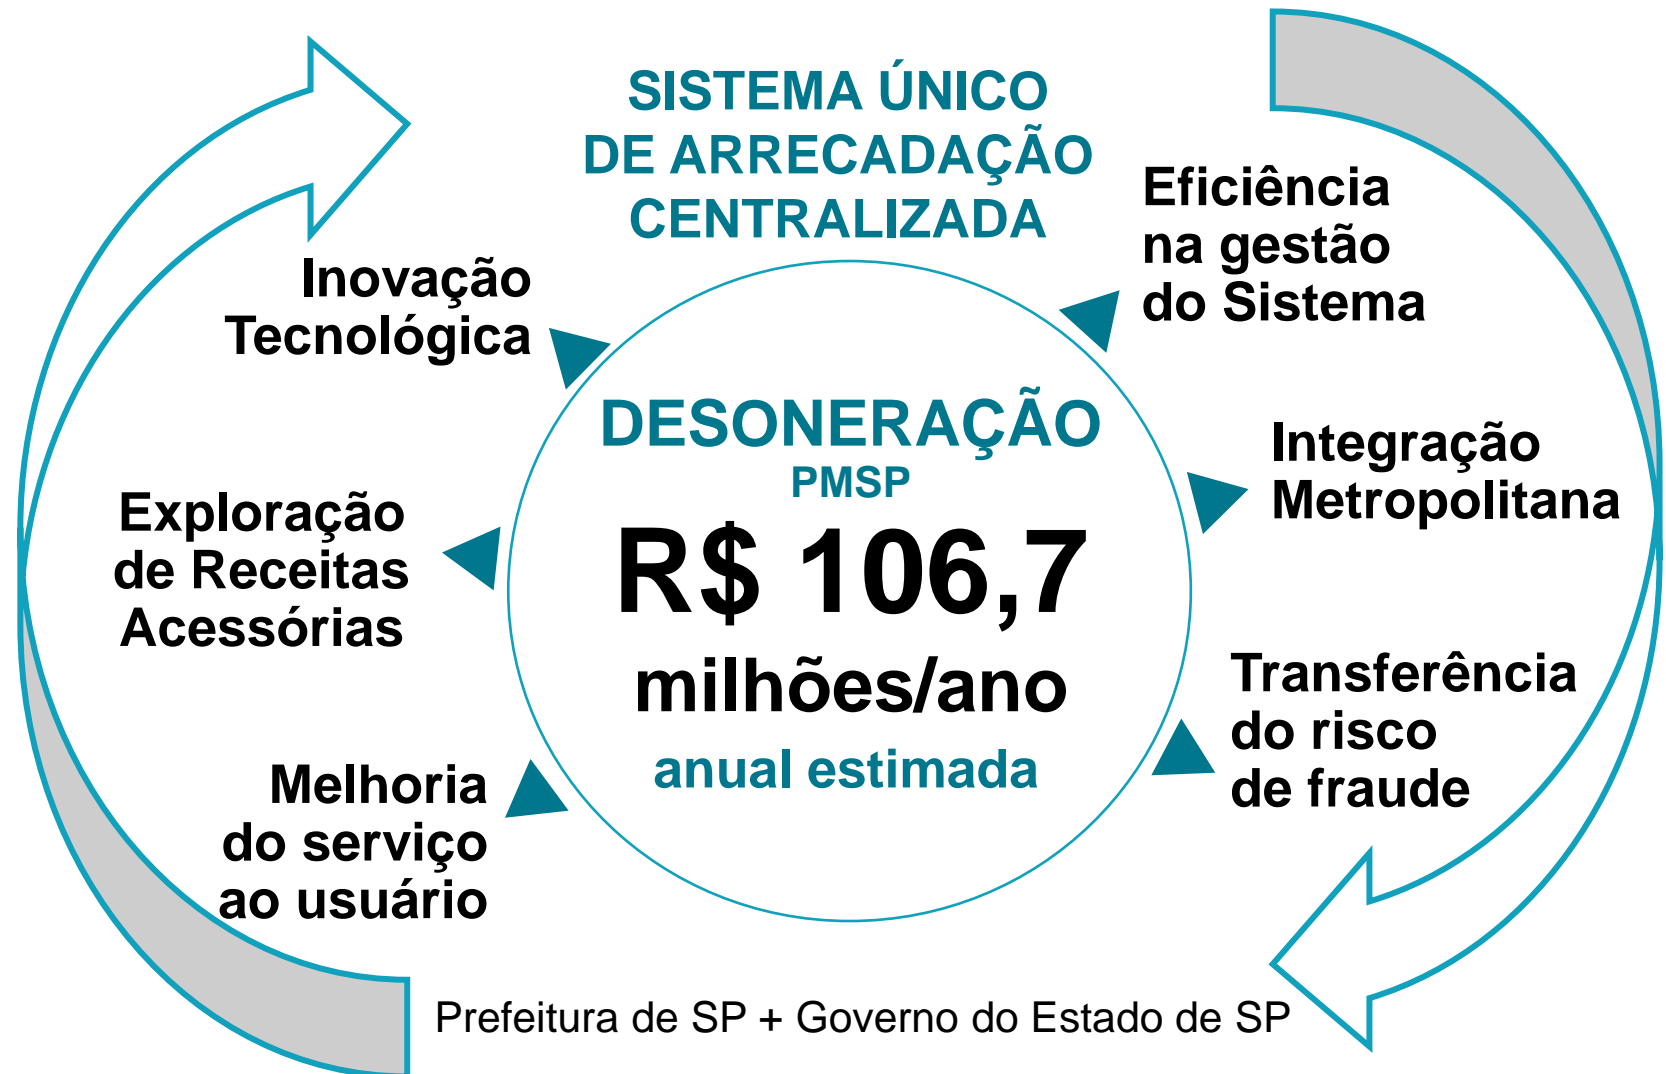 SISTEMA ÚNICO
DE ARRECADAÇÃO
CENTRALIZADA
Inovação
Tecnológica
Exploração
de Receitas
Acessórias
Melhoria
do serviço
ao usuário
DESONERAÇÃO
PMSP
R$ 106,7
milhões/ano
anual estimada
Eficiência
na gestão
do Sistema
Integração
Metropolitana
Transferência
do risco
de fraude
Prefeitura de SP + Governo do Estado de SP